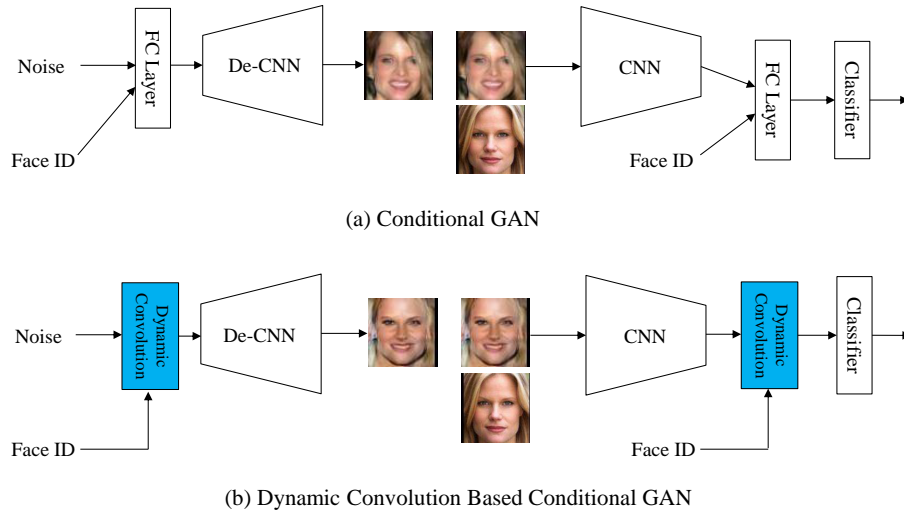 Noise
Face ID
FC Layer
De-CNN
CNN
Face ID
FC Layer
Classifier
(a) Conditional GAN
Noise
Face ID
Dynamic
Convolution
De-CNN
CNN
Face ID
Dynamic
Convolution
Classifier
(b) Dynamic Convolution Based Conditional GAN